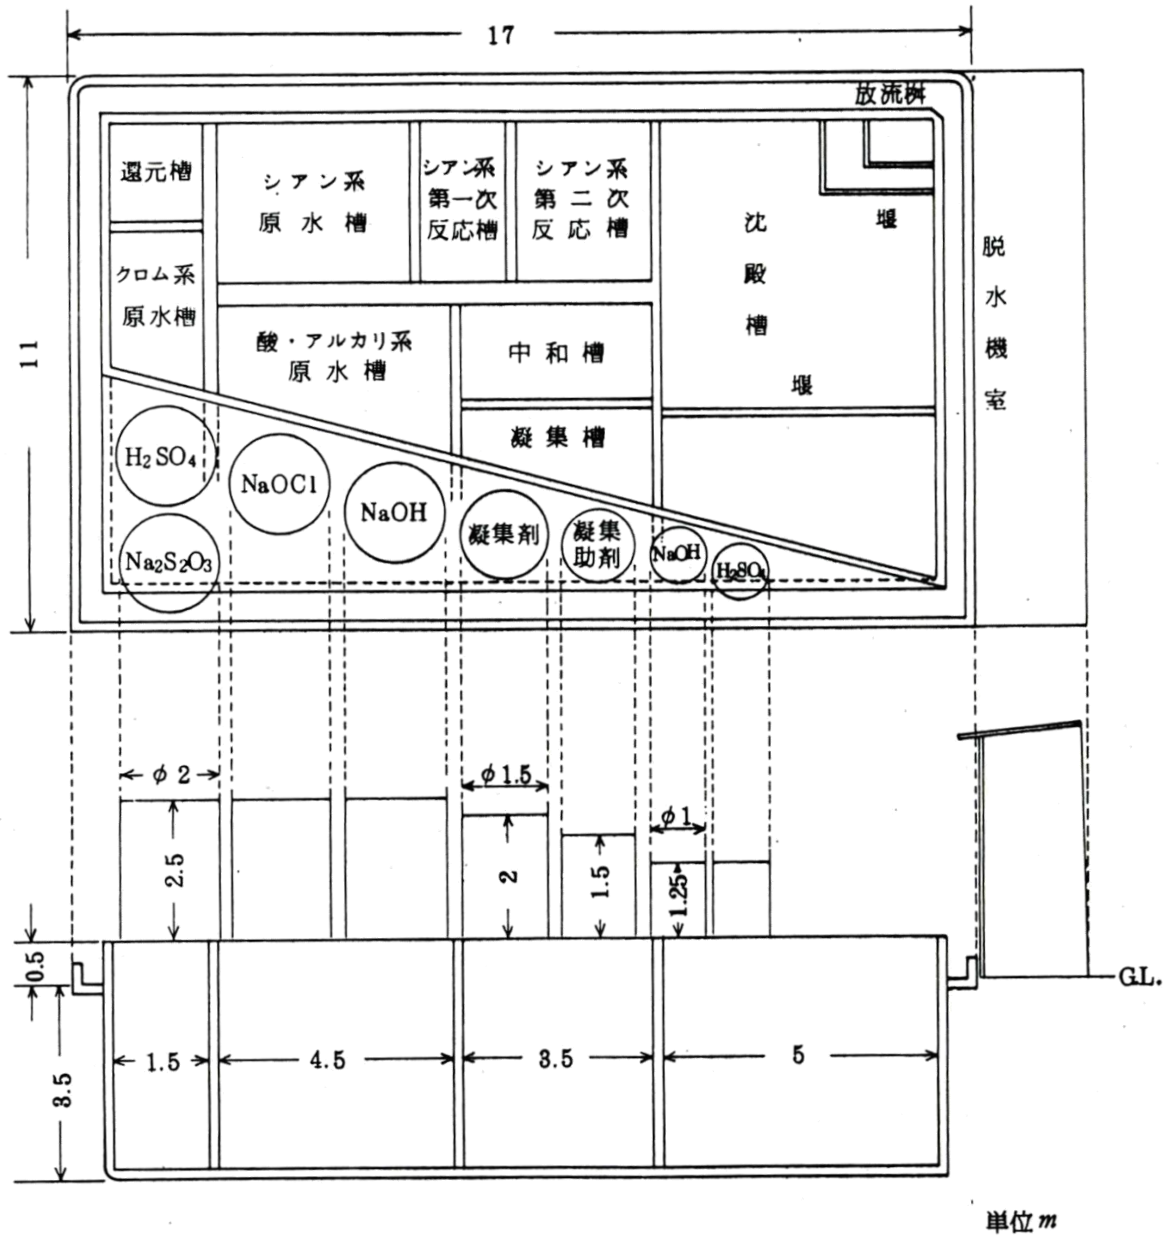 17
放流桝
還元槽
シアン系
原水槽
シアン系
第一次
反応槽
シアン系
第二次
反応槽
沈殿槽
堰
脱水機室
クロム系
原水槽
11
酸・アルカリ系
原水槽
中和槽
堰
凝集槽
H₂SO₄
NaOCl
NaOH
凝集剤
凝集
助剤
NaOH
H₂SO₄
Na₂S₂O₃
φ2
φ1.5
φ1
2.5
2
1.5
1.25
0.5
GL.
1.5
4.5
3.5
5
3.5
単位m